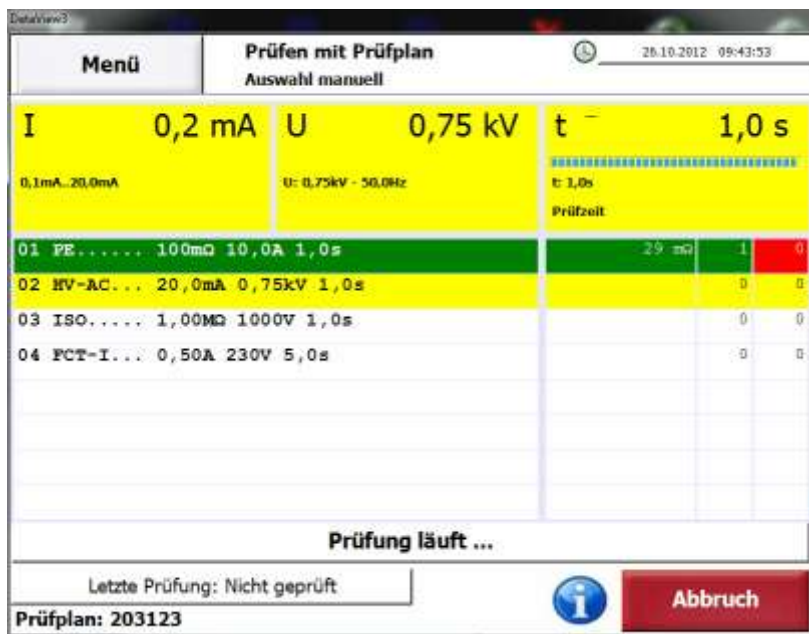 DataView3
Menü
Prüfen mit Prüfplan
Auswahl manuell
26.10.2012 09:43:53
I 0,2 mA U 0,75 kV t 1,0 s
0,1mA..20,0mA U: 0,75kV - 50,0Hz t: 1,0s
Prüfzeit
01 PE...... 100mΩ 10,0A 1,0s 29 mΩ 1 0
02 HV-AC... 20,0mA 0,75kV 1,0s 0 0
03 ISO..... 1,00MΩ 1000V 1,0s 0 0
04 FCT-I... 0,50A 230V 5,0s 0 0
Prüfung läuft ...
Letzte Prüfung: Nicht geprüft
Abbruch
Prüfplan: 203123